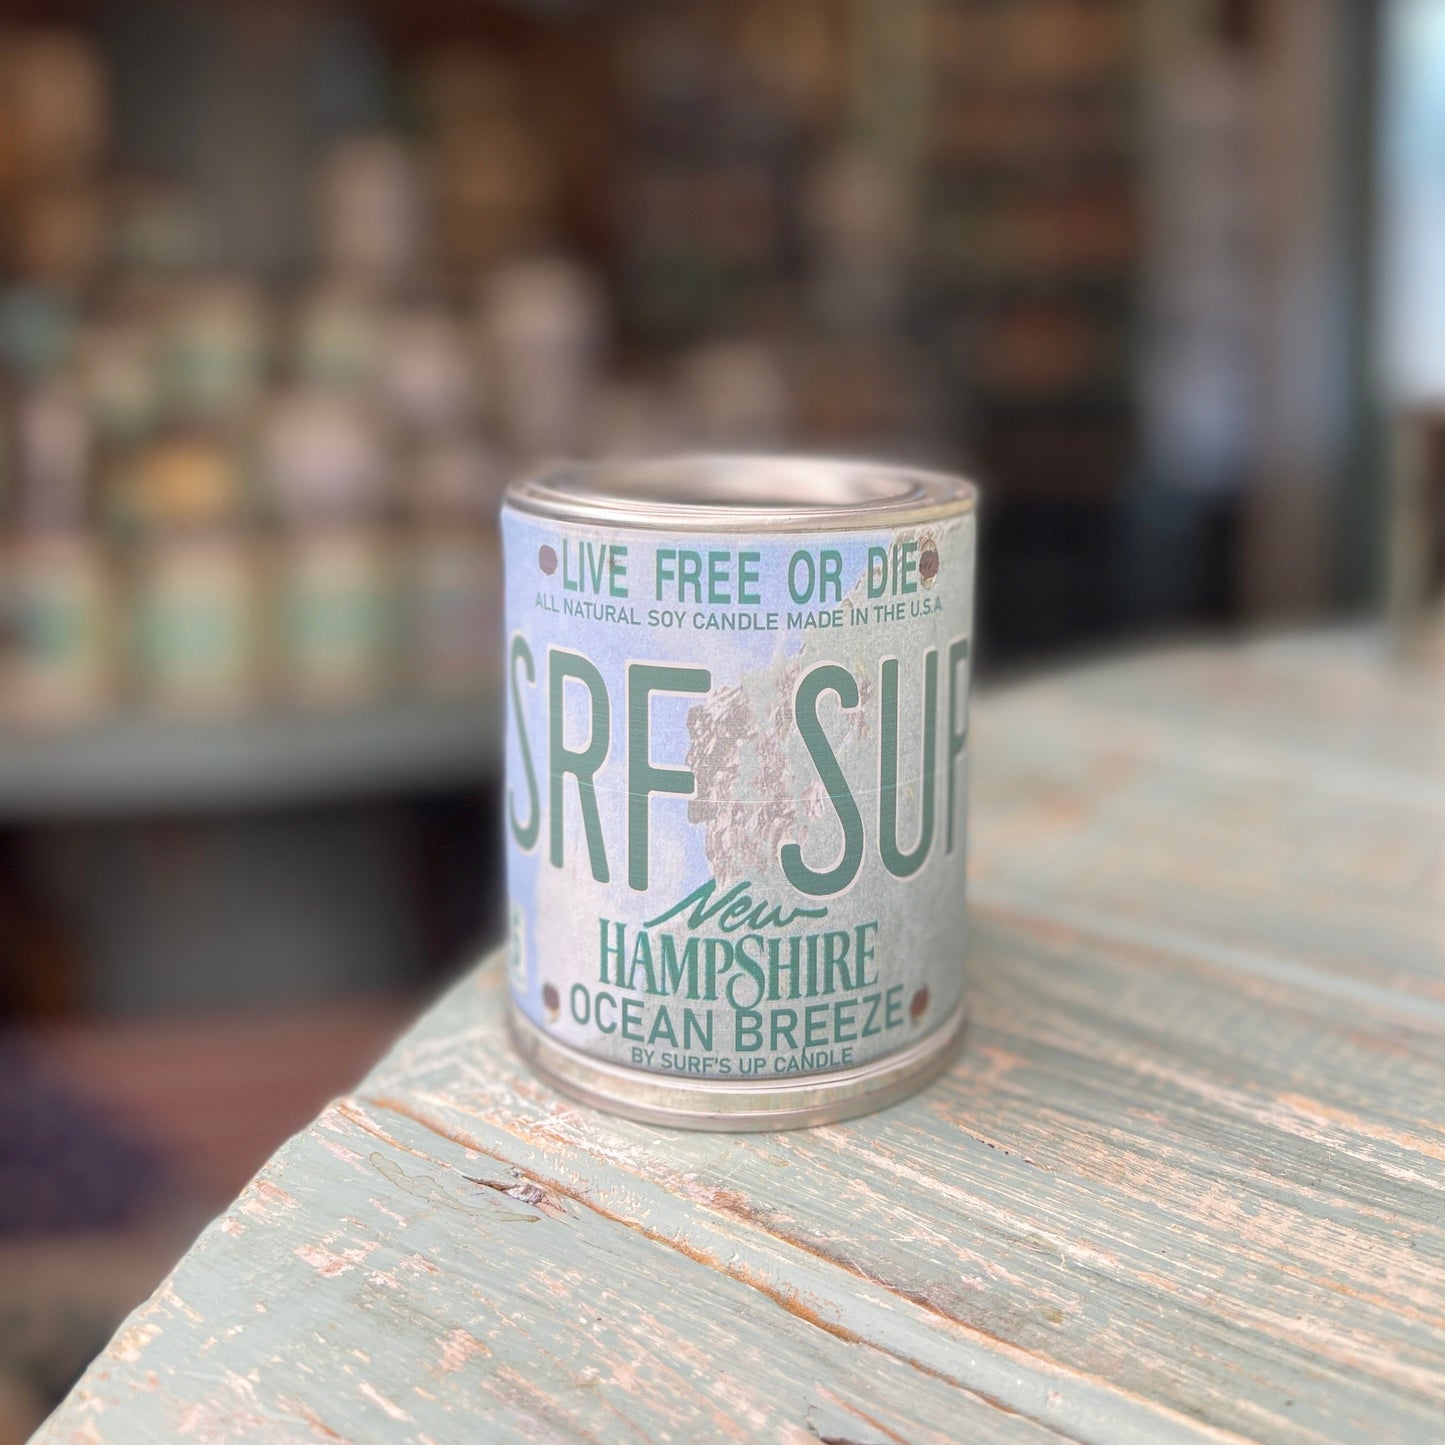 LIVE FREE OR DIE
ALL NATURAL SOY CANDLE MADE IN THE U.S.A.
SRF SUP
New
HAMPSHIRE
OCEAN BREEZE
BY SURF'S UP CANDLE